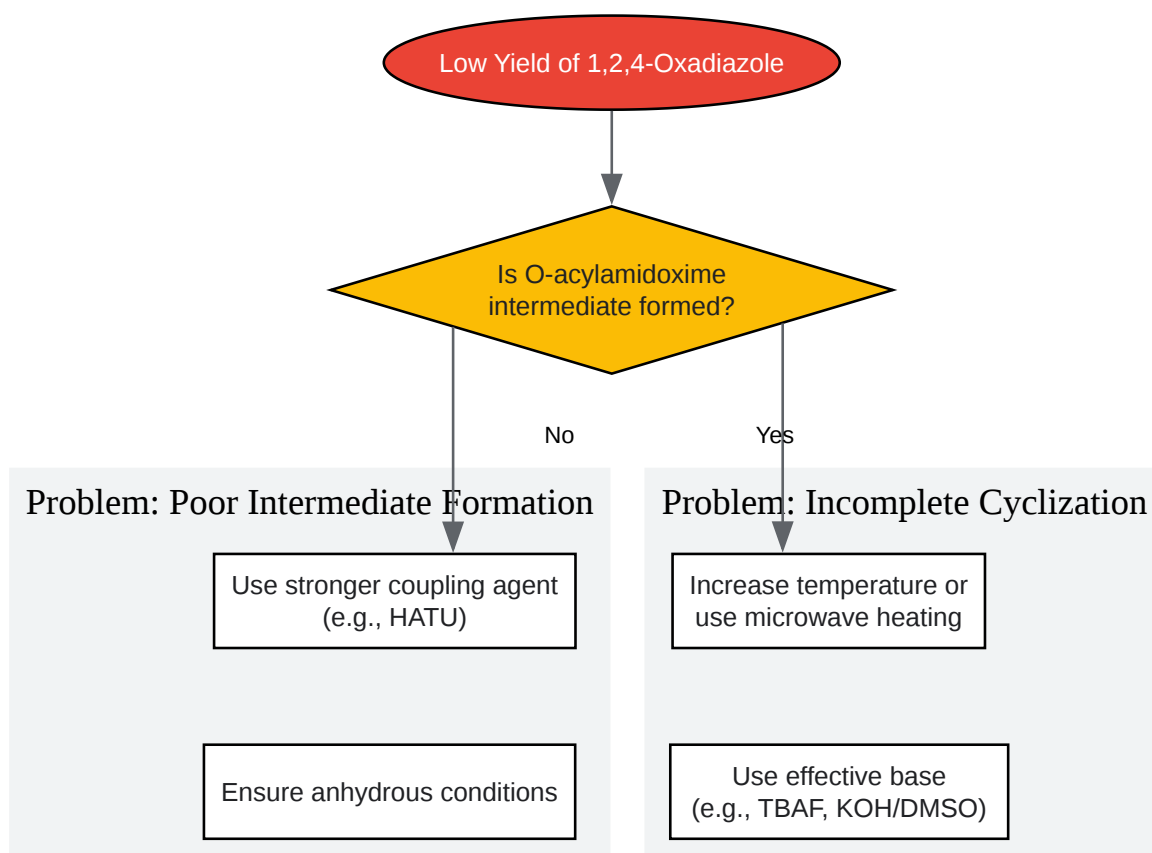 Low Yield of 1,2,4-Oxadiazole
Is O-acylamidoxime
intermediate formed?
No
Yes
Problem: Poor Intermediate Formation
Use stronger coupling agent
(e.g., HATU)
Ensure anhydrous conditions
Problem: Incomplete Cyclization
Increase temperature or
use microwave heating
Use effective base
(e.g., TBAF, KOH/DMSO)